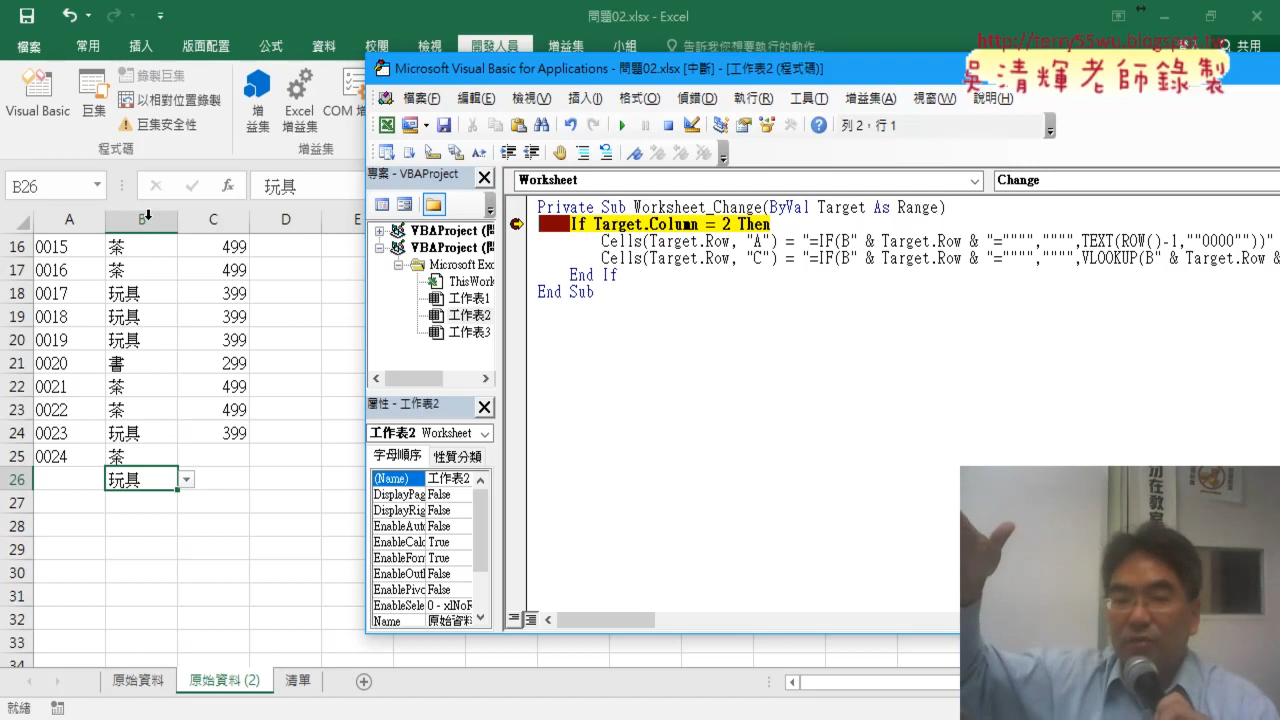 問題02.xlsx - Excel
檔案 常用 插入 版面配置 公式 資料 校閱 檢視 開發人員 增益集 小組 告訴我您想要執行的動作... 共用
http://terry55wu.blogspot.tw
吳清輝老師錄製
Visual Basic 巨集 錄製巨集 以相對位置錄製 巨集安全性 程式碼
增益集 Excel 增益集 COM 增益集
B26 fx 玩具
A B C D E
16 0015 茶 499
17 0016 茶 499
18 0017 玩具 399
19 0018 玩具 399
20 0019 玩具 399
21 0020 書 299
22 0021 茶 499
23 0022 茶 499
24 0023 玩具 399
25 0024 茶
26 玩具
27
28
29
30
31
32
33
34
原始資料 原始資料 (2) 清單
就緒
Microsoft Visual Basic for Applications - 問題02.xlsx [中斷] - [工作表2 (程式碼)]
檔案(F) 編輯(E) 檢視(V) 插入(I) 格式(O) 偵錯(D) 執行(R) 工具(T) 增益集(A) 視窗(W) 說明(H)
列 2，行 1
專案 - VBAProject
VBAProject (問
VBAProject (問
Microsoft Exc
ThisWork
工作表1
工作表2
工作表3
屬性 - 工作表2
工作表2 Worksheet
字母順序 性質分類
(Name) 工作表2
DisplayPag False
DisplayRig False
EnableAut False
EnableCalc True
EnableFor True
EnableOutl False
EnablePivo False
EnableSele 0 - xlNoR
Name 原始資料
Worksheet Change
Private Sub Worksheet_Change(ByVal Target As Range)
If Target.Column = 2 Then
Cells(Target.Row, "A") = "=IF(B" & Target.Row & "="""","""",TEXT(ROW()-1,""0000""))"
Cells(Target.Row, "C") = "=IF(B" & Target.Row & "="""","""",VLOOKUP(B" & Target.Row &
End If
End Sub